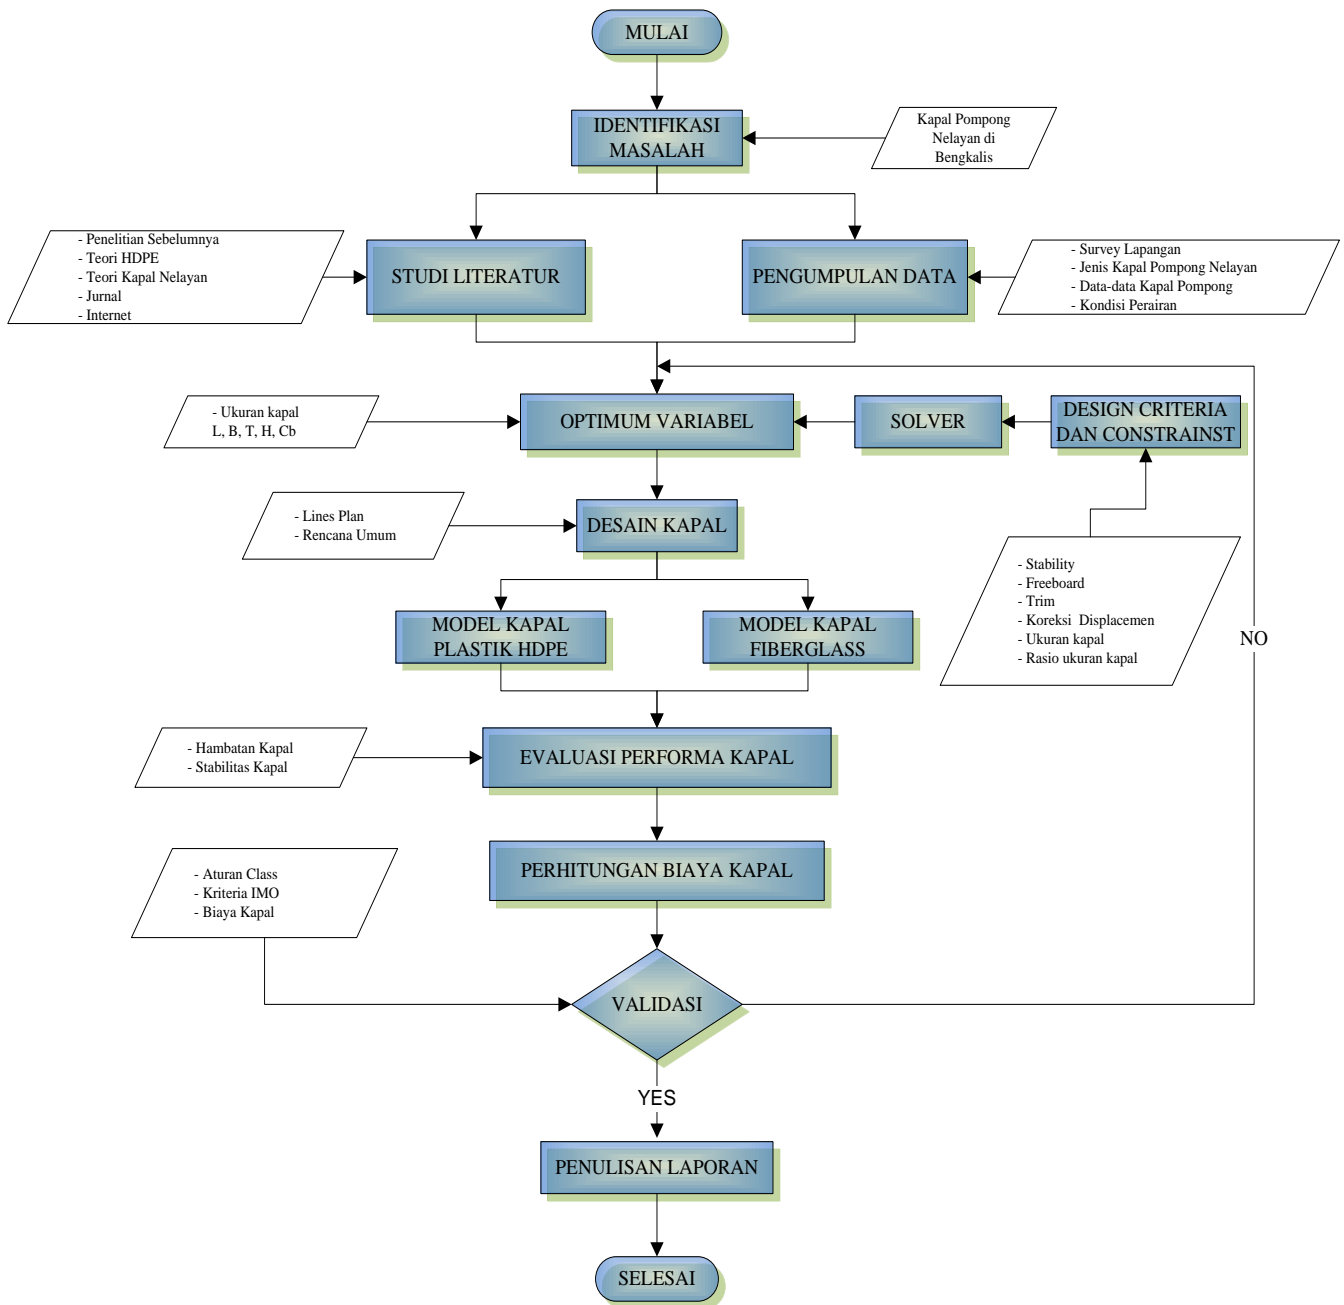 MULAI
IDENTIFIKASI
MASALAH
Kapal Pompong
Nelayan di
Bengkalis
- Penelitian Sebelumnya
- Teori HDPE
- Teori Kapal Nelayan
- Jurnal
- Internet
STUDI LITERATUR
PENGUMPULAN DATA
- Survey Lapangan
- Jenis Kapal Pompong Nelayan
- Data-data Kapal Pompong
- Kondisi Perairan
- Ukuran kapal
L, B, T, H, Cb
OPTIMUM VARIABEL
SOLVER
DESIGN CRITERIA
DAN CONSTRAINST
- Lines Plan
- Rencana Umum
DESAIN KAPAL
- Stability
- Freeboard
- Trim
- Koreksi Displacemen
- Ukuran kapal
- Rasio ukuran kapal
NO
MODEL KAPAL
PLASTIK HDPE
MODEL KAPAL
FIBERGLASS
- Hambatan Kapal
- Stabilitas Kapal
EVALUASI PERFORMA KAPAL
PERHITUNGAN BIAYA KAPAL
- Aturan Class
- Kriteria IMO
- Biaya Kapal
VALIDASI
YES
PENULISAN LAPORAN
SELESAI